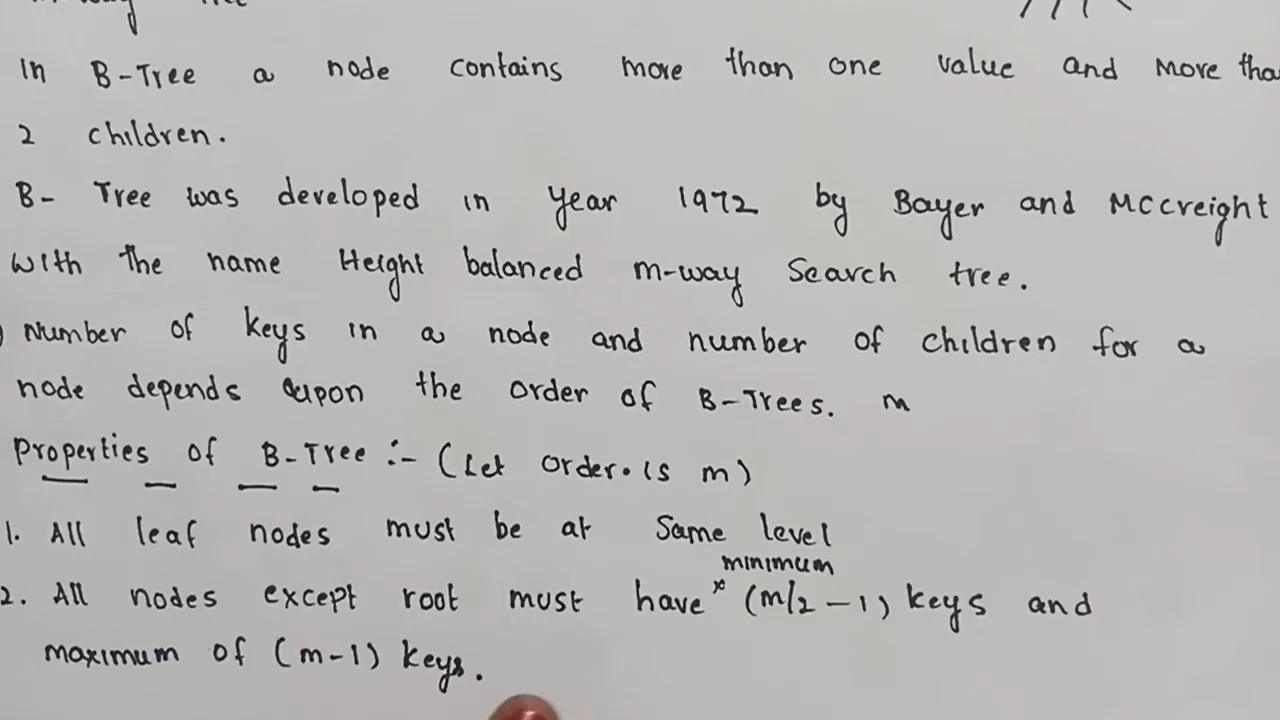 In B-Tree a node contains more than one value and More tha
2 children.
B- Tree was developed in year 1972 by Bayer and MCcreight
with the name Height balanced m-way Search tree.
Number of keys in a node and number of children for a
node depends upon the order of B-Trees. m
properties of B-Tree :- (Let order. is m)
1. All leaf nodes must be at Same level
minimum
2. All nodes except root must have * (m/2 - 1) keys and
maximum of (m-1) keys.